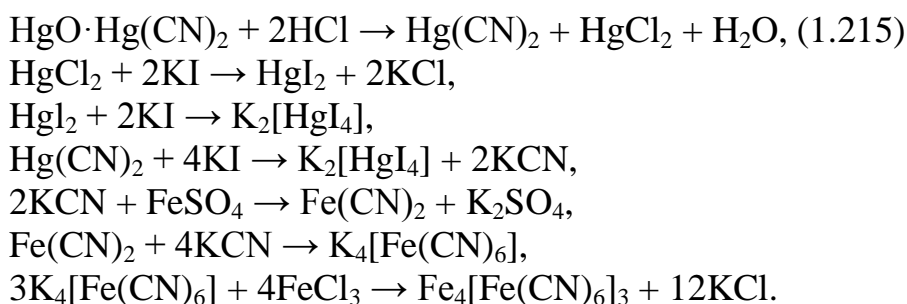 HgO·Hg(CN)₂ + 2HCl → Hg(CN)₂ + HgCl₂ + H₂O, (1.215)
HgCl₂ + 2KI → HgI₂ + 2KCl,
HgI₂ + 2KI → K₂[HgI₄],
Hg(CN)₂ + 4KI → K₂[HgI₄] + 2KCN,
2KCN + FeSO₄ → Fe(CN)₂ + K₂SO₄,
Fe(CN)₂ + 4KCN → K₄[Fe(CN)₆],
3K₄[Fe(CN)₆] + 4FeCl₃ → Fe₄[Fe(CN)₆]₃ + 12KCl.